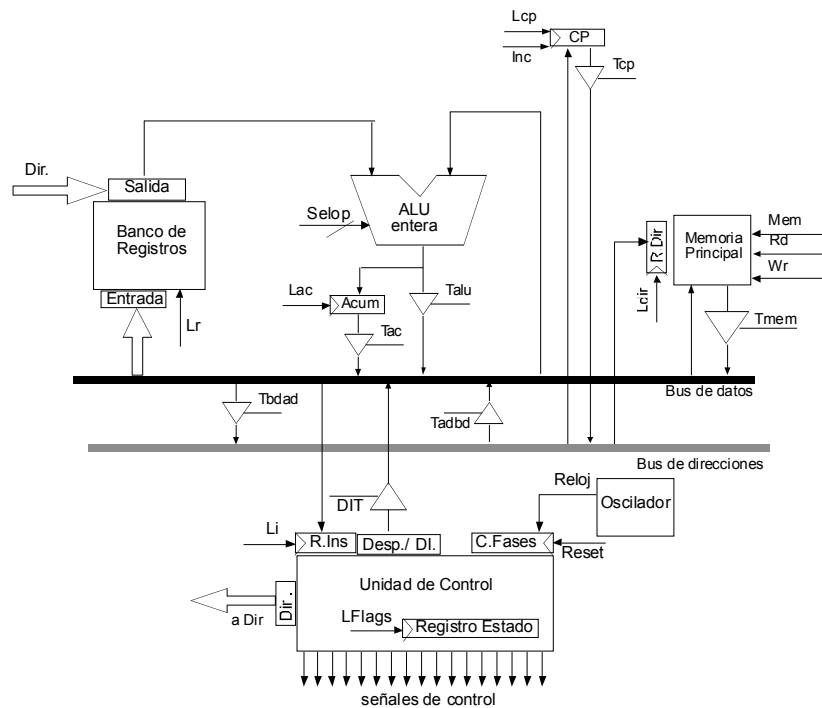 Lcp
CP
Inc
Tcp
Dir.
Salida
Banco de
Registros
Entrada
Lr
Selop
ALU
entera
Lac
Acum
Talu
Tac
R Dir
Lcir
Memoria
Principal
Mem
Rd
Wr
Tmem
Bus de datos
Tbdad
Tadbd
Bus de direcciones
DIT
Reloj
Oscilador
Li
R.Ins
Desp./ DI.
C.Fases
Reset
Unidad de Control
Dir .
a Dir
LFlags
Registro Estado
señales de control